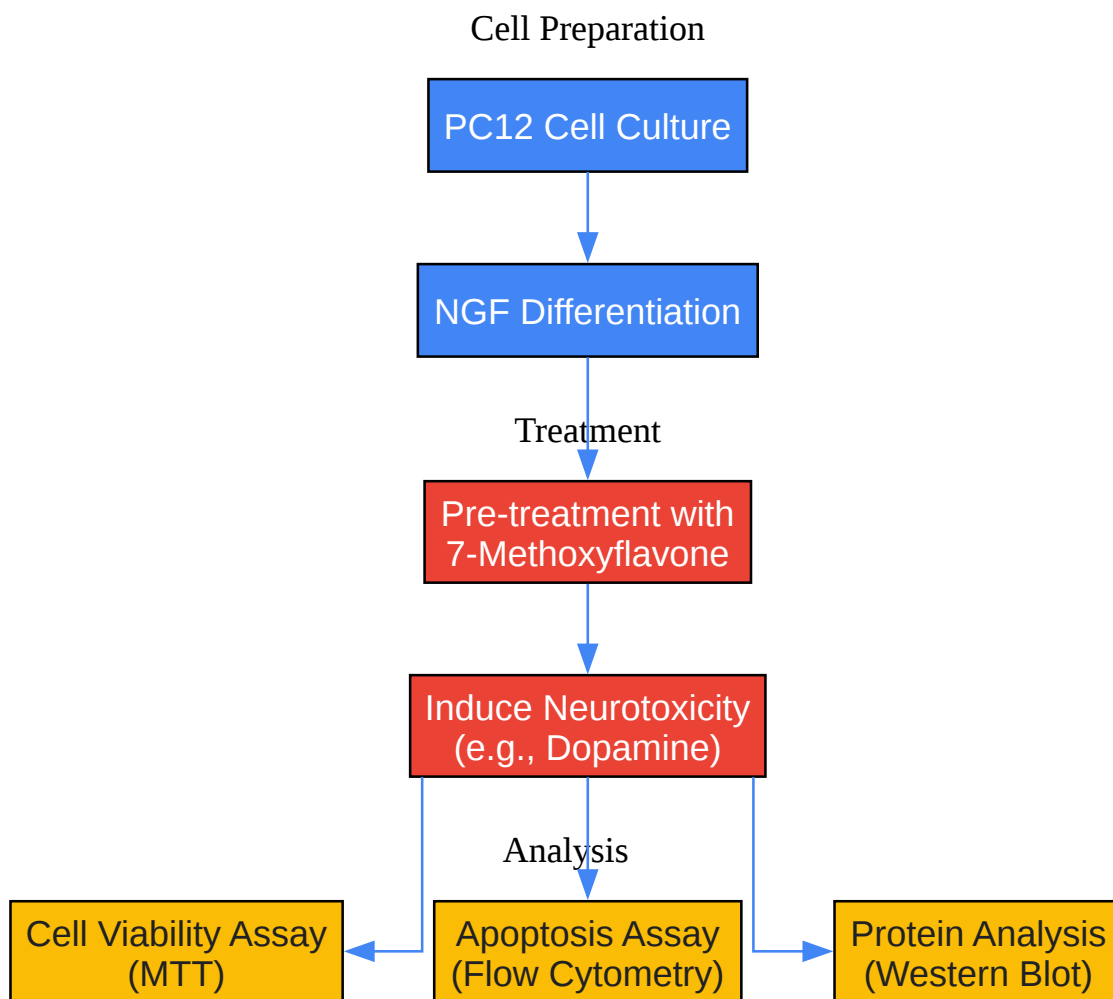 Cell Preparation
PC12 Cell Culture
NGF Differentiation
Treatment
Pre-treatment with
7-Methoxyflavone
Induce Neurotoxicity
(e.g., Dopamine)
Analysis
Cell Viability Assay
(MTT)
Apoptosis Assay
(Flow Cytometry)
Protein Analysis
(Western Blot)